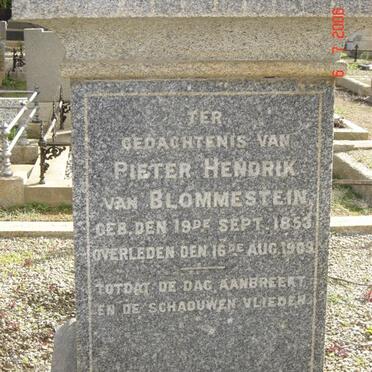 TER
GEDACHTENIS VAN
PIETER HENDRIK
VAN BLOMMESTEIN,
GEB. DEN 19DE SEPT. 1853
OVERLEDEN DEN 16DE AUG. 1909
TOTDAT DE DAG AANBREEKT
EN DE SCHADUWEN VLIEDEN.
6 7 2006